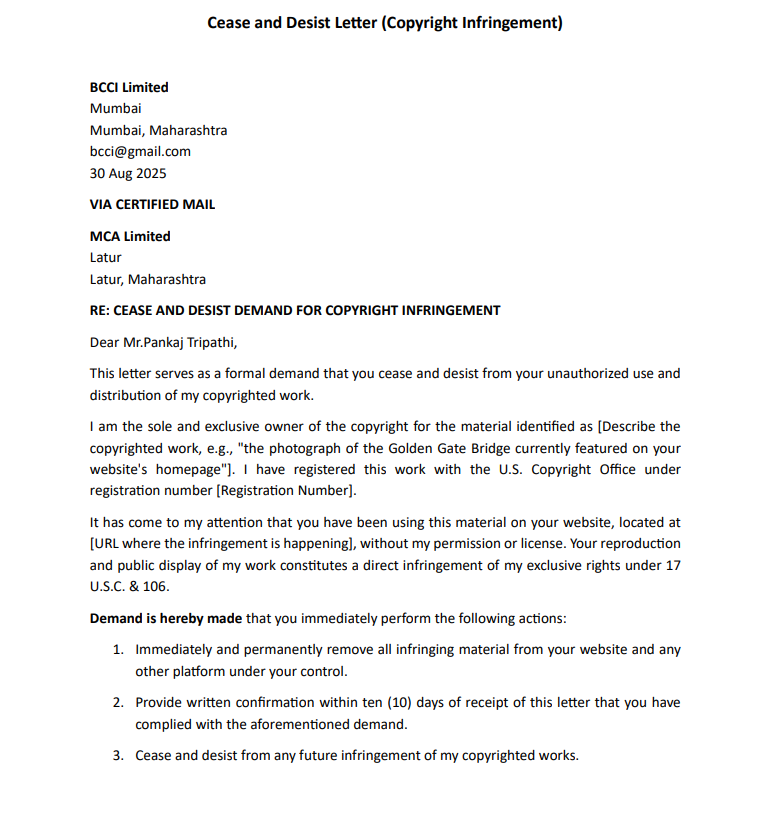 Cease and Desist Letter (Copyright Infringement)
BCCI Limited
Mumbai
Mumbai, Maharashtra
bcci@gmail.com
30 Aug 2025
VIA CERTIFIED MAIL
MCA Limited
Latur
Latur, Maharashtra
RE: CEASE AND DESIST DEMAND FOR COPYRIGHT INFRINGEMENT
Dear Mr.Pankaj Tripathi,
This letter serves as a formal demand that you cease and desist from your unauthorized use and
distribution of my copyrighted work.
I am the sole and exclusive owner of the copyright for the material identified as [Describe the
copyrighted work, e.g., "the photograph of the Golden Gate Bridge currently featured on your
website's homepage"]. I have registered this work with the U.S. Copyright Office under
registration number [Registration Number].
It has come to my attention that you have been using this material on your website, located at
[URL where the infringement is happening], without my permission or license. Your reproduction
and public display of my work constitutes a direct infringement of my exclusive rights under 17
U.S.C. & 106.
Demand is hereby made that you immediately perform the following actions:
1. Immediately and permanently remove all infringing material from your website and any
other platform under your control.
2. Provide written confirmation within ten (10) days of receipt of this letter that you have
complied with the aforementioned demand.
3. Cease and desist from any future infringement of my copyrighted works.